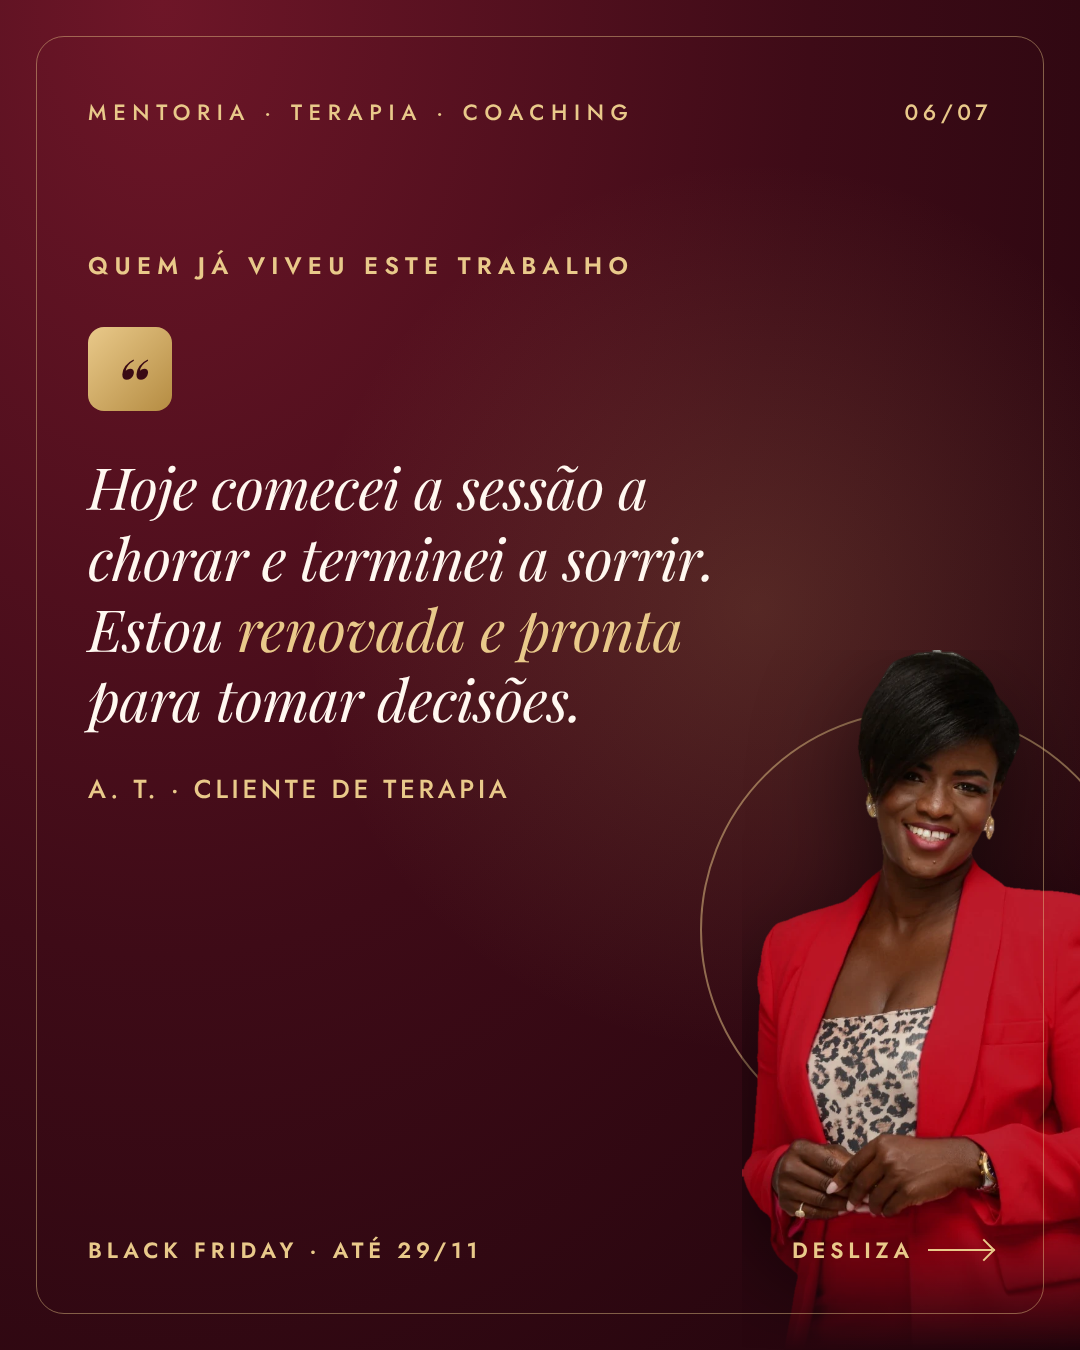 MENTORIA · TERAPIA · COACHING
06/07
QUEM JÁ VIVEU ESTE TRABALHO
“
Hoje comecei a sessão a
chorar e terminei a sorrir.
Estou renovada e pronta
para tomar decisões.
A. T. · CLIENTE DE TERAPIA
BLACK FRIDAY · ATÉ 29/11
DESLIZA